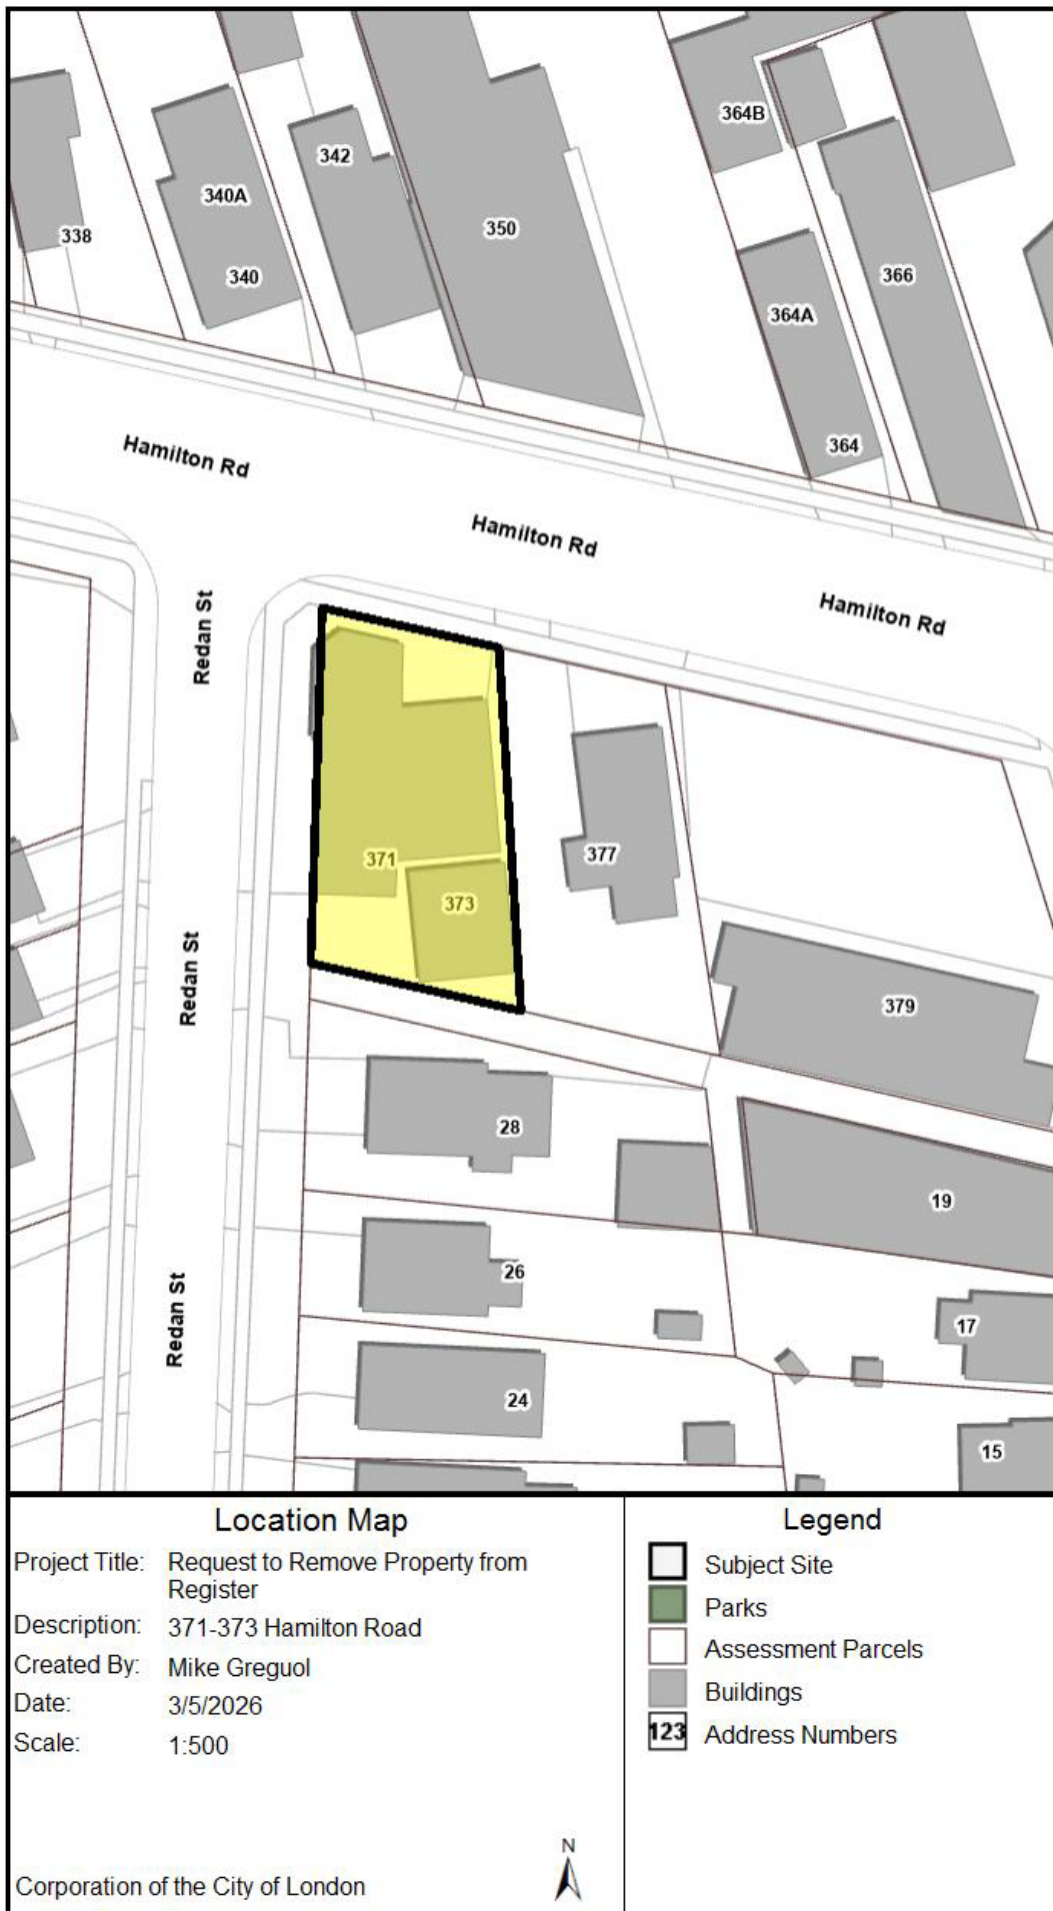 364B
342
340A
350
338
340
366
364A
364
Hamilton Rd
Hamilton Rd
Hamilton Rd
Redan St
371
377
373
Redan St
379
28
19
26
Redan St
17
24
15
Location Map
Project Title: Request to Remove Property from
Register
Description: 371-373 Hamilton Road
Created By: Mike Greguol
Date: 3/5/2026
Scale: 1:500
N
Corporation of the City of London
Legend
Subject Site
Parks
Assessment Parcels
Buildings
123 Address Numbers